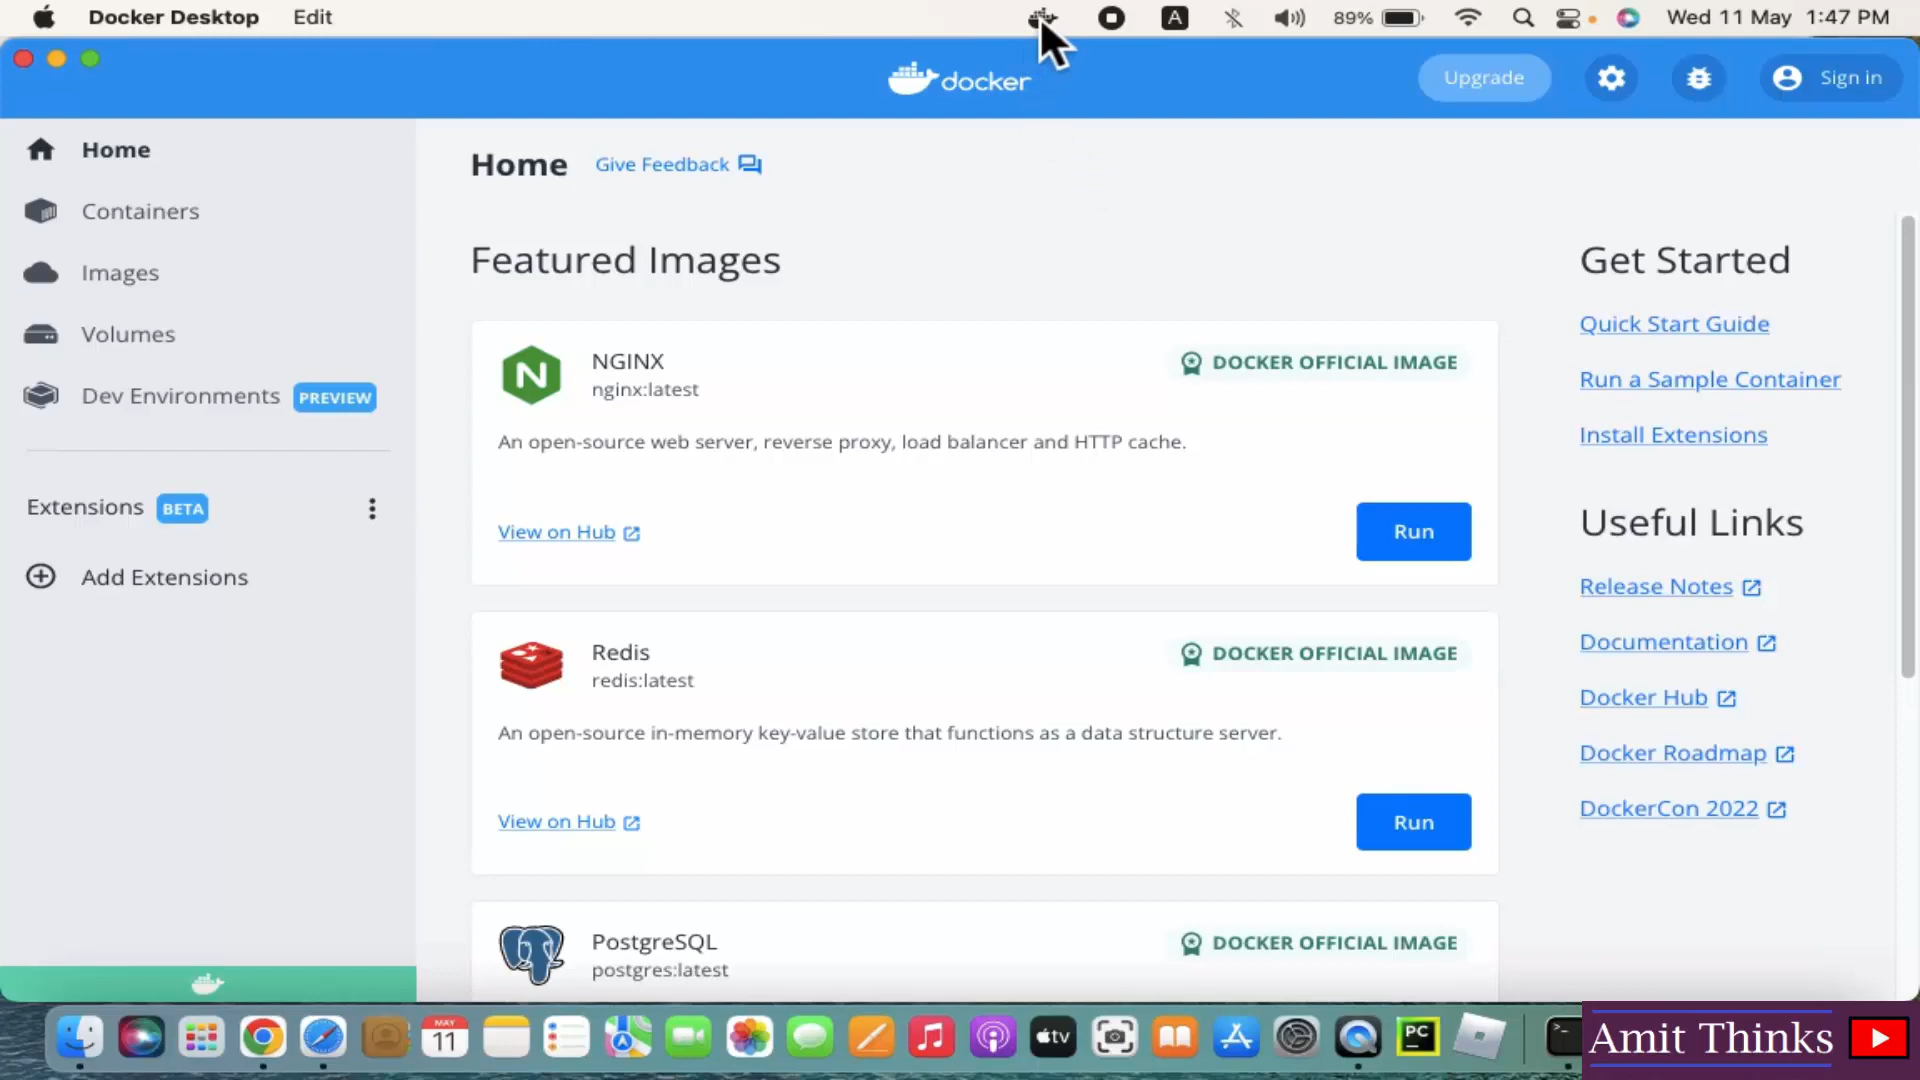 Docker Desktop Edit
A 89% Wed 11 May 1:47 PM
docker
Upgrade
Sign in
Home
Containers
Images
Volumes
Dev Environments PREVIEW
Extensions BETA
Add Extensions
Home Give Feedback
Featured Images
NGINX
nginx:latest
DOCKER OFFICIAL IMAGE
An open-source web server, reverse proxy, load balancer and HTTP cache.
View on Hub
Run
Redis
redis:latest
DOCKER OFFICIAL IMAGE
An open-source in-memory key-value store that functions as a data structure server.
View on Hub
Run
PostgreSQL
postgres:latest
DOCKER OFFICIAL IMAGE
Get Started
Quick Start Guide
Run a Sample Container
Install Extensions
Useful Links
Release Notes
Documentation
Docker Hub
Docker Roadmap
DockerCon 2022
MAY
11
tv
PC
Amit Thinks